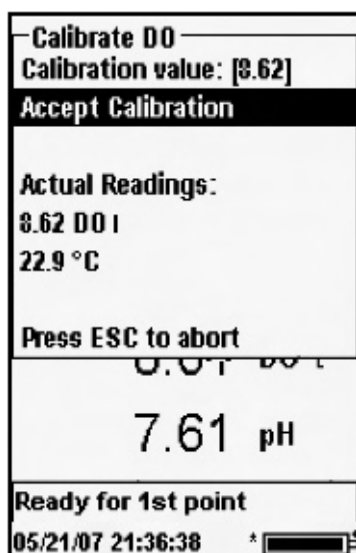 Calibrate DO
Calibration value: [8.62]
Accept Calibration
Actual Readings:
8.62 DO l
22.9 °C
Press ESC to abort
7.61 pH
Ready for 1st point
05/21/07 21:36:38 *